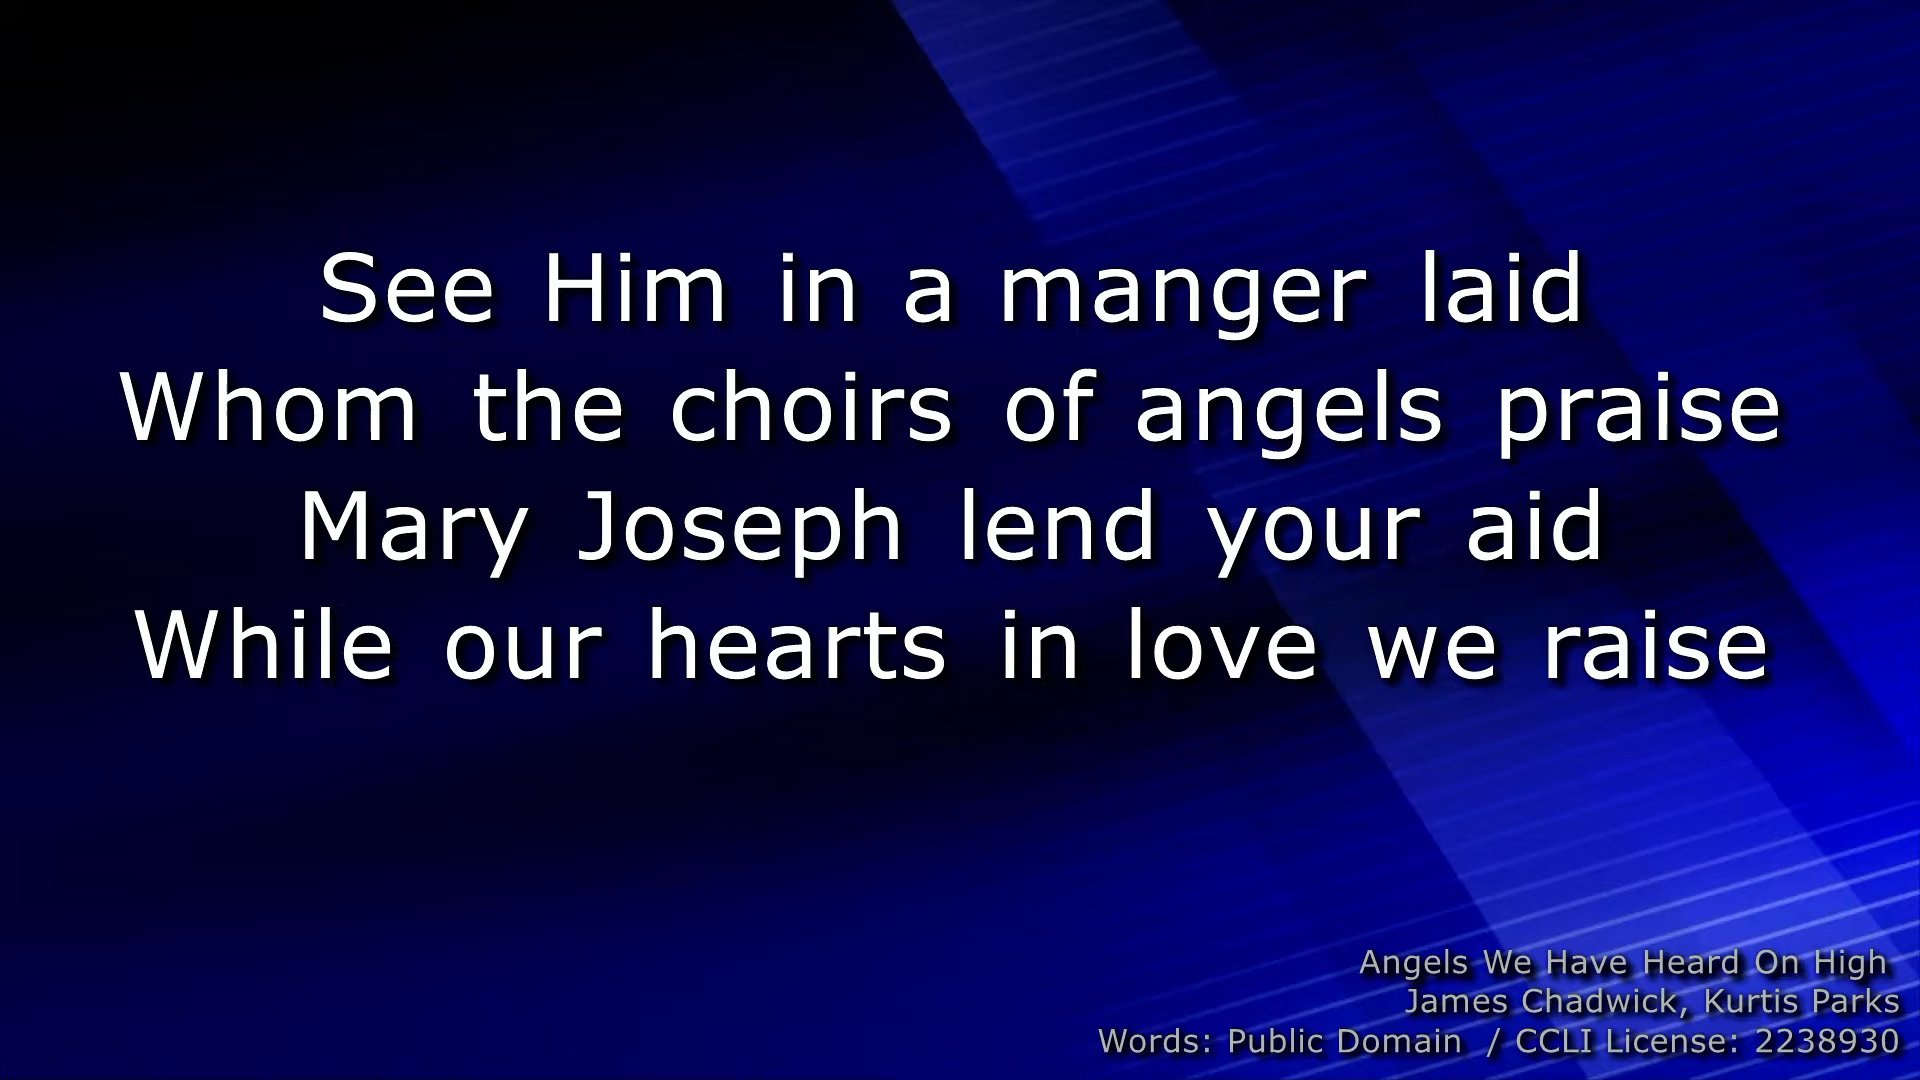 See Him in a manger laid
Whom the choirs of angels praise
Mary Joseph lend your aid
While our hearts in love we raise
Angels We Have Heard On High
James Chadwick, Kurtis Parks
Words: Public Domain / CCLI License: 2238930